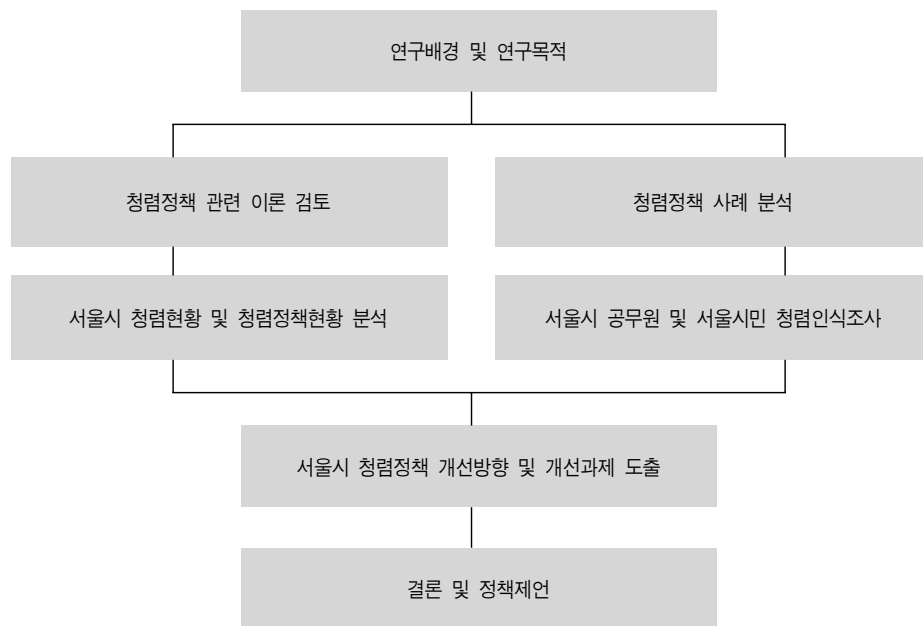 연구배경 및 연구목적
청렴정책 관련 이론 검토
청렴정책 사례 분석
서울시 청렴현황 및 청렴정책현황 분석
서울시 공무원 및 서울시민 청렴인식조사
서울시 청렴정책 개선방향 및 개선과제 도출
결론 및 정책제언